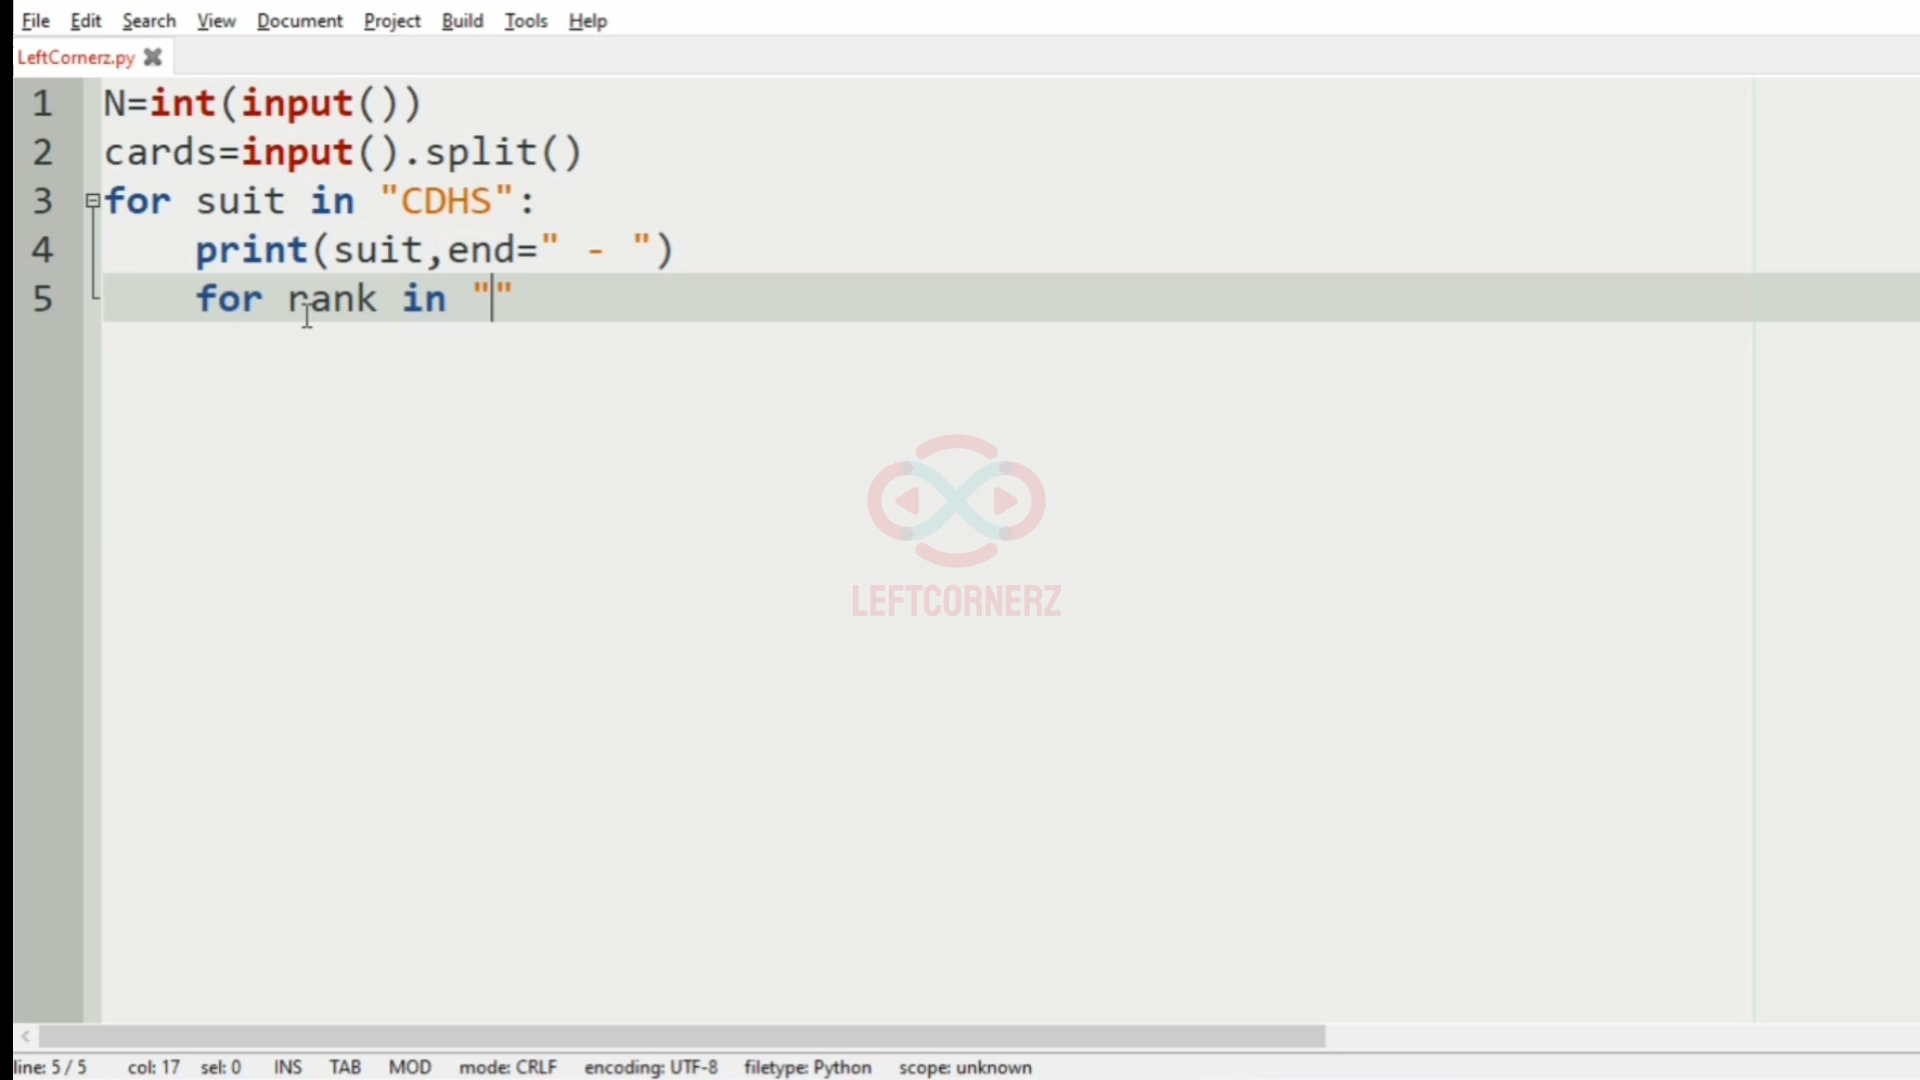 File Edit Search View Document Project Build Tools Help
LeftCornerz.py
1 N=int(input())
2 cards=input().split()
3 for suit in "CDHS":
4     print(suit,end=" - ")
5     for rank in ""
LEFTCORNERZ
line: 5 / 5 col: 17 sel: 0 INS TAB MOD mode: CRLF encoding: UTF-8 filetype: Python scope: unknown